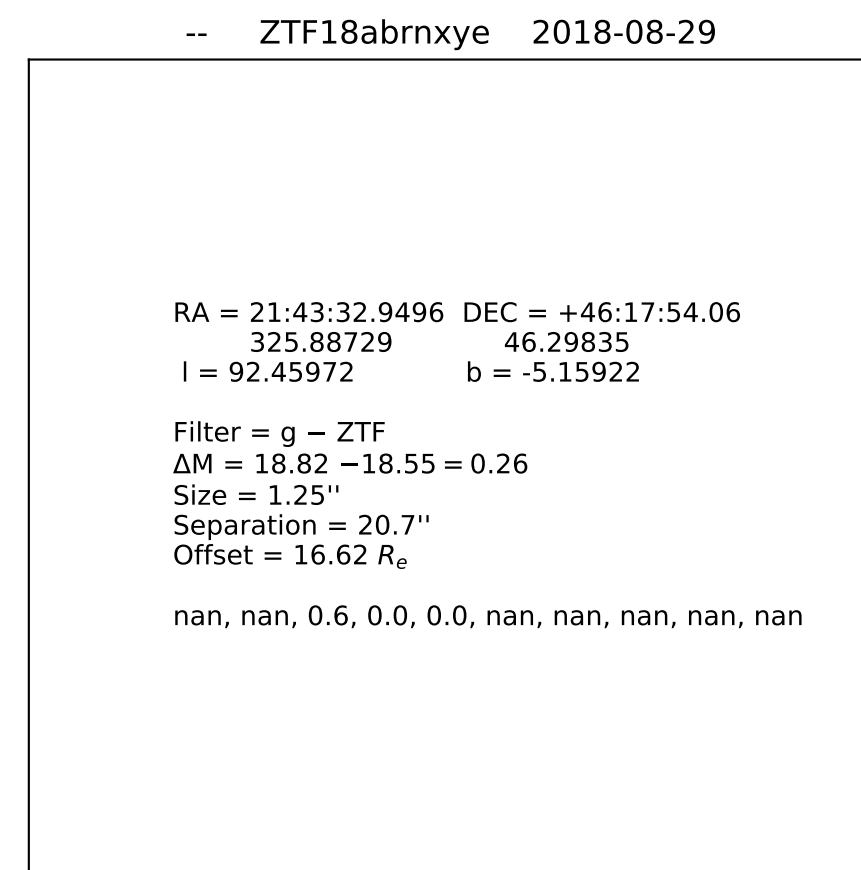 -- ZTF18abrnxye 2018-08-29
RA = 21:43:32.9496 DEC = +46:17:54.06
325.88729 46.29835
l = 92.45972 b = -5.15922
Filter = g − ZTF
ΔM = 18.82 −18.55 = 0.26
Size = 1.25''
Separation = 20.7''
Offset = 16.62 Re
nan, nan, 0.6, 0.0, 0.0, nan, nan, nan, nan, nan